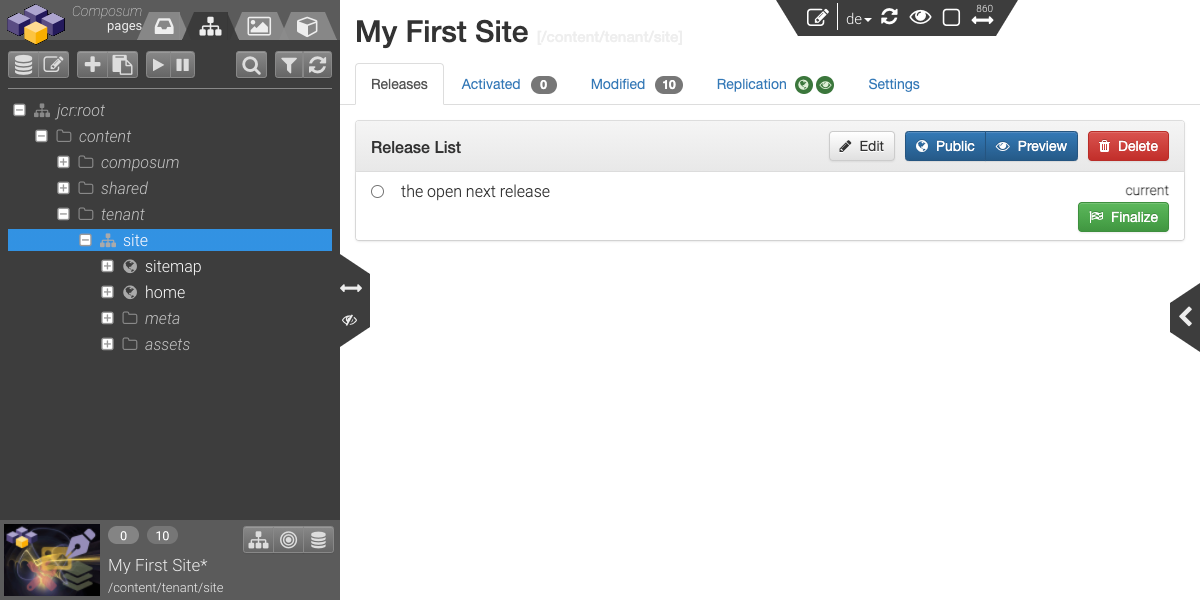 Composum
pages
jcr:root
content
composum
shared
tenant
site
sitemap
home
meta
assets
0 10
My First Site*
/content/tenant/site
de
860
My First Site [/content/tenant/site]
Releases Activated 0 Modified 10 Replication Settings
Release List Edit Public Preview Delete
the open next release current
Finalize